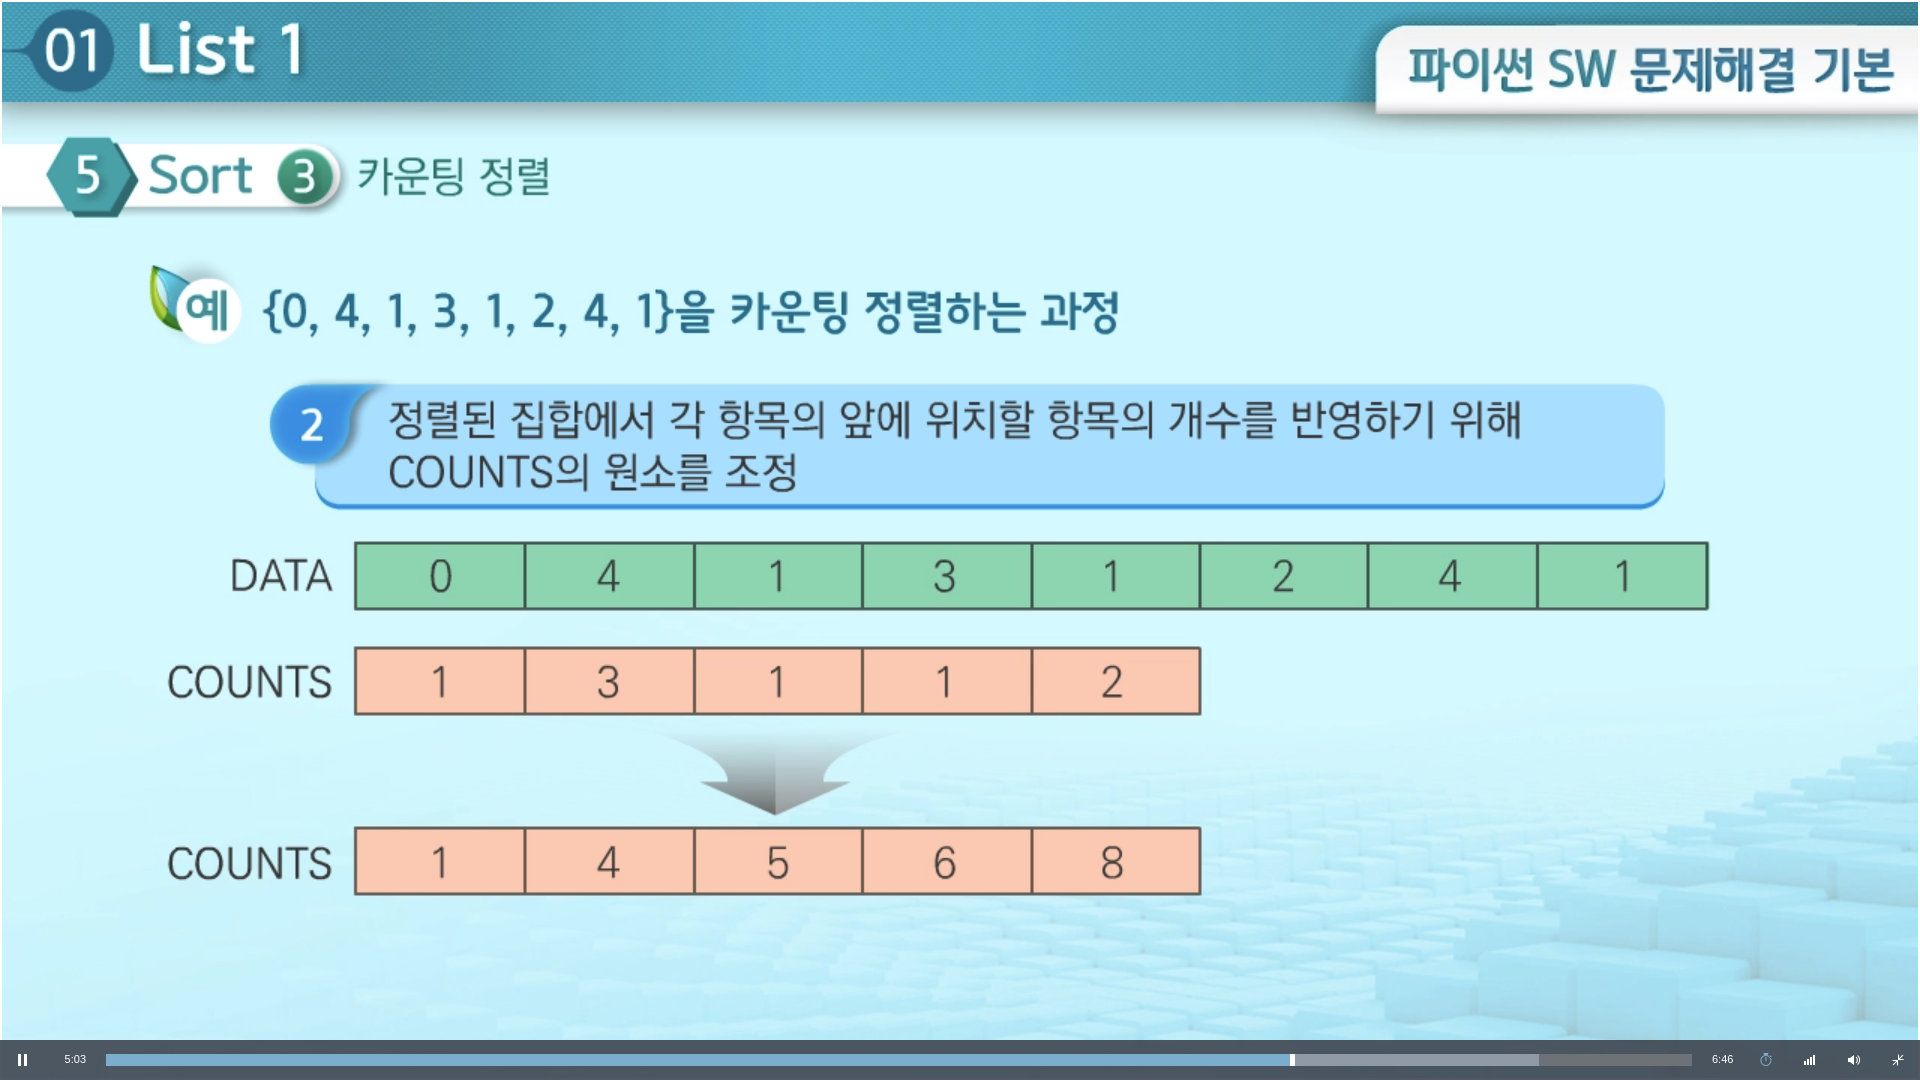 01 List 1
파이썬 SW 문제해결 기본
5 Sort 3 카운팅 정렬
예 {0, 4, 1, 3, 1, 2, 4, 1}을 카운팅 정렬하는 과정
2 정렬된 집합에서 각 항목의 앞에 위치할 항목의 개수를 반영하기 위해
COUNTS의 원소를 조정
DATA 0 4 1 3 1 2 4 1
COUNTS 1 3 1 1 2
COUNTS 1 4 5 6 8
5:03 6:46